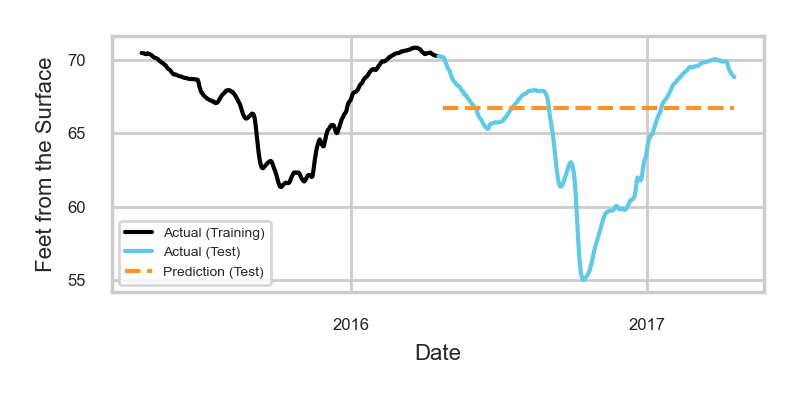 Feet from the Surface
70
65
60
55
Actual (Training)
Actual (Test)
Prediction (Test)
2016
2017
Date